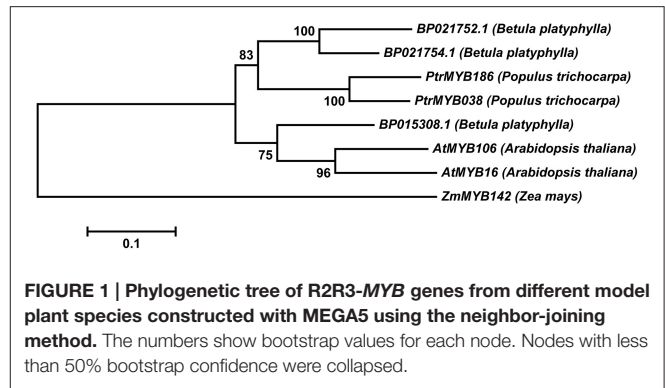 100
BP021752.1 (Betula platyphylla)
83
BP021754.1 (Betula platyphylla)
PtrMYB186 (Populus trichocarpa)
100
PtrMYB038 (Populus trichocarpa)
BP015308.1 (Betula platyphylla)
75
AtMYB106 (Arabidopsis thaliana)
96
AtMYB16 (Arabidopsis thaliana)
ZmMYB142 (Zea mays)
0.1
FIGURE 1 | Phylogenetic tree of R2R3-MYB genes from different model
plant species constructed with MEGA5 using the neighbor-joining
method. The numbers show bootstrap values for each node. Nodes with less
than 50% bootstrap confidence were collapsed.